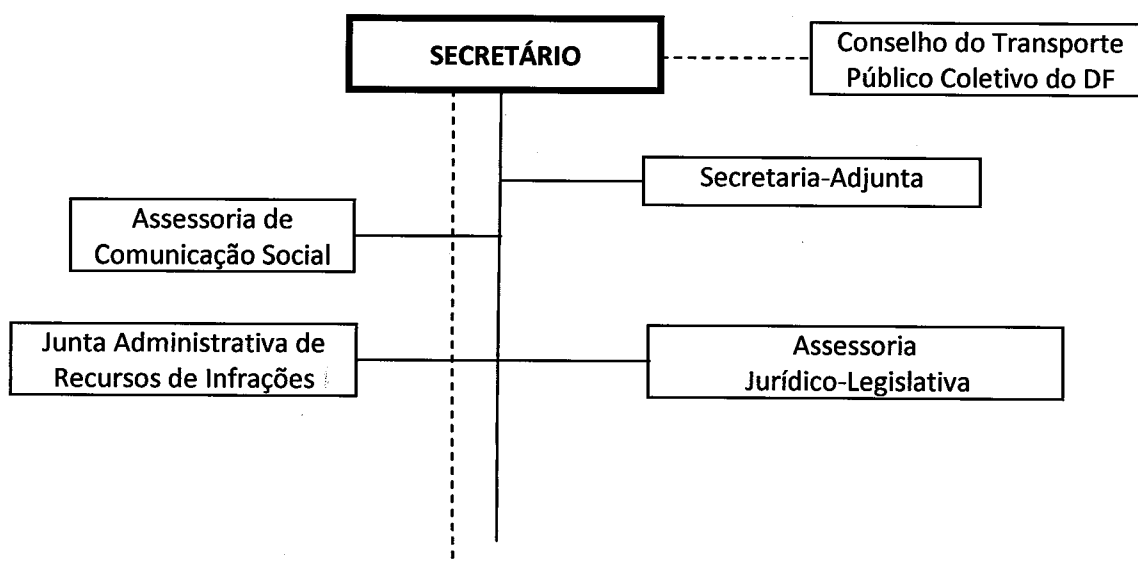 SECRETÁRIO
Conselho do Transporte
Público Coletivo do DF
Secretaria-Adjunta
Assessoria de
Comunicação Social
Junta Administrativa de
Recursos de Infrações
Assessoria
Jurídico-Legislativa